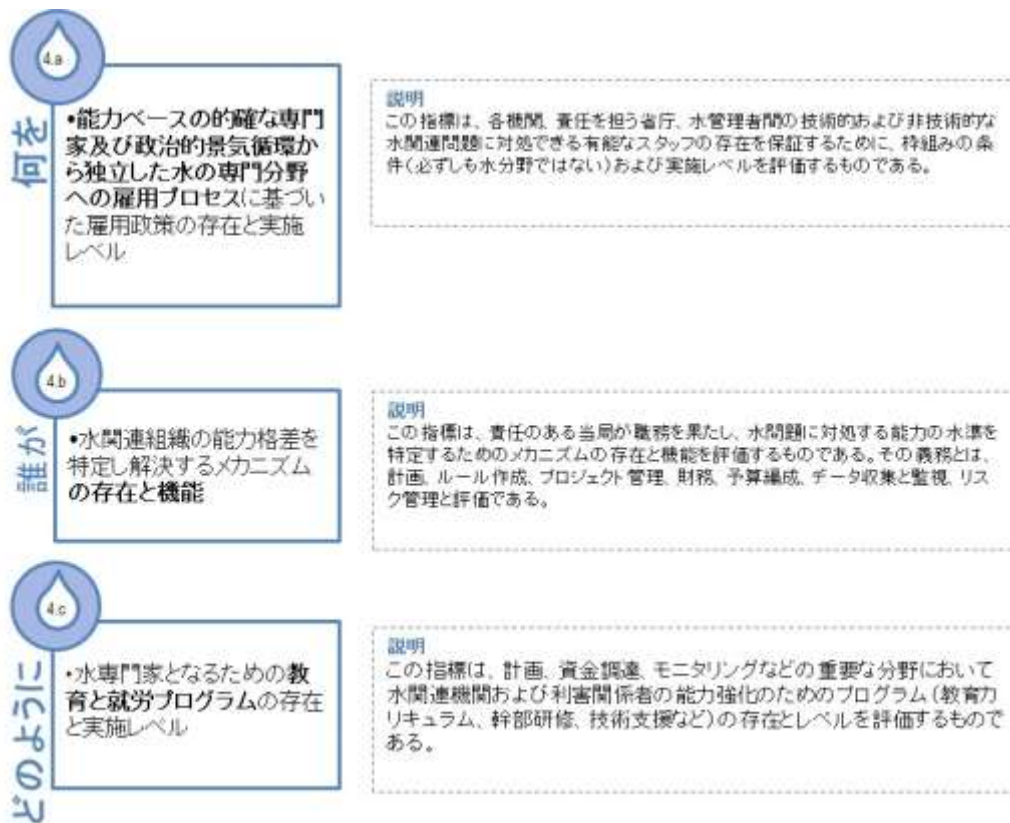 4.a
何を
•能力ベースの的確な専門
家及び政治的景気循環か
ら独立した水の専門分野
への雇用プロセスに基づい
た雇用政策の存在と実施
レベル
説明
この指標は、各機関、責任を担う省庁、水管理者間の技術的および非技術的な
水関連問題に対処できる有能なスタッフの存在を保証するために、枠組みの条
件(必ずしも水分野ではない)および実施レベルを評価するものである。
4.b
誰が
•水関連組織の能力格差を
特定し解決するメカニズム
の存在と機能
説明
この指標は、責任のある当局が職務を果たし、水問題に対処する能力の水準を
特定するためのメカニズムの存在と機能を評価するものである。その義務とは、
計画、ルール作成、プロジェクト管理、財務、予算編成、データ収集と監視、リス
ク管理と評価である。
4.c
どのように
•水専門家となるための教
育と就労プログラムの存在
と実施レベル
説明
この指標は、計画、資金調達、モニタリングなどの重要な分野において
水関連機関および利害関係者の能力強化のためのプログラム(教育カ
リキュラム、幹部研修、技術支援など)の存在とレベルを評価するもので
ある。